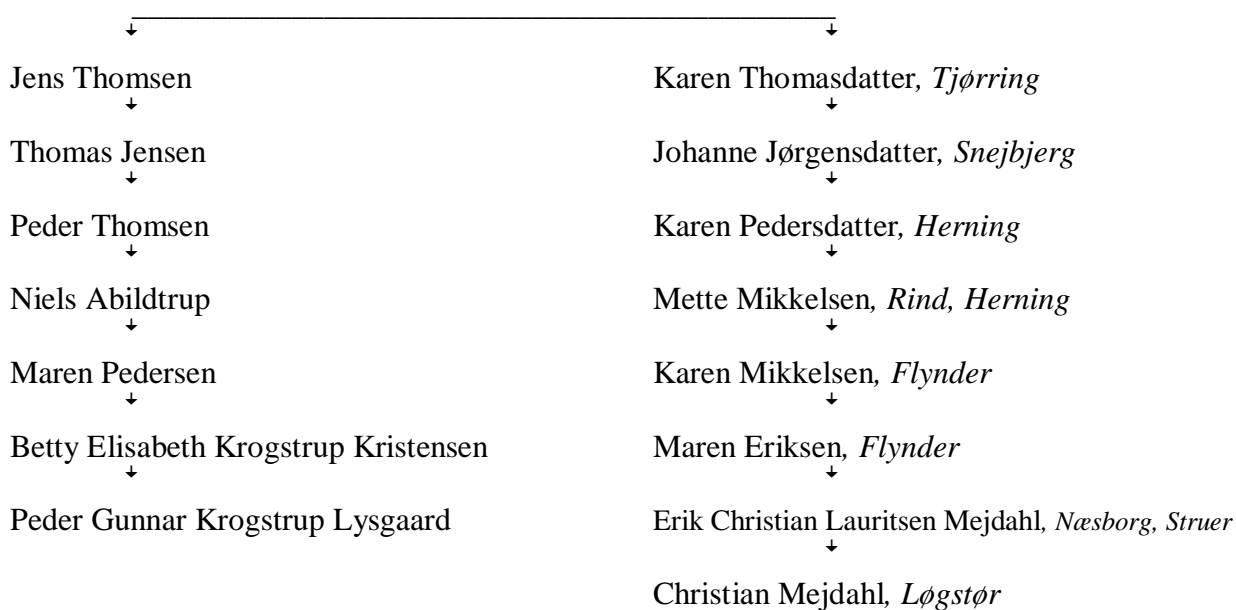 Jens Thomsen Karen Thomasdatter, Tjørring
Thomas Jensen Johanne Jørgensdatter, Snejbjerg
Peder Thomsen Karen Pedersdatter, Herning
Niels Abildtrup Mette Mikkelsen, Rind, Herning
Maren Pedersen Karen Mikkelsen, Flynder
Betty Elisabeth Krogstrup Kristensen Maren Eriksen, Flynder
Peder Gunnar Krogstrup Lysgaard Erik Christian Lauritsen Mejdahl, Næsborg, Struer
Christian Mejdahl, Løgstør